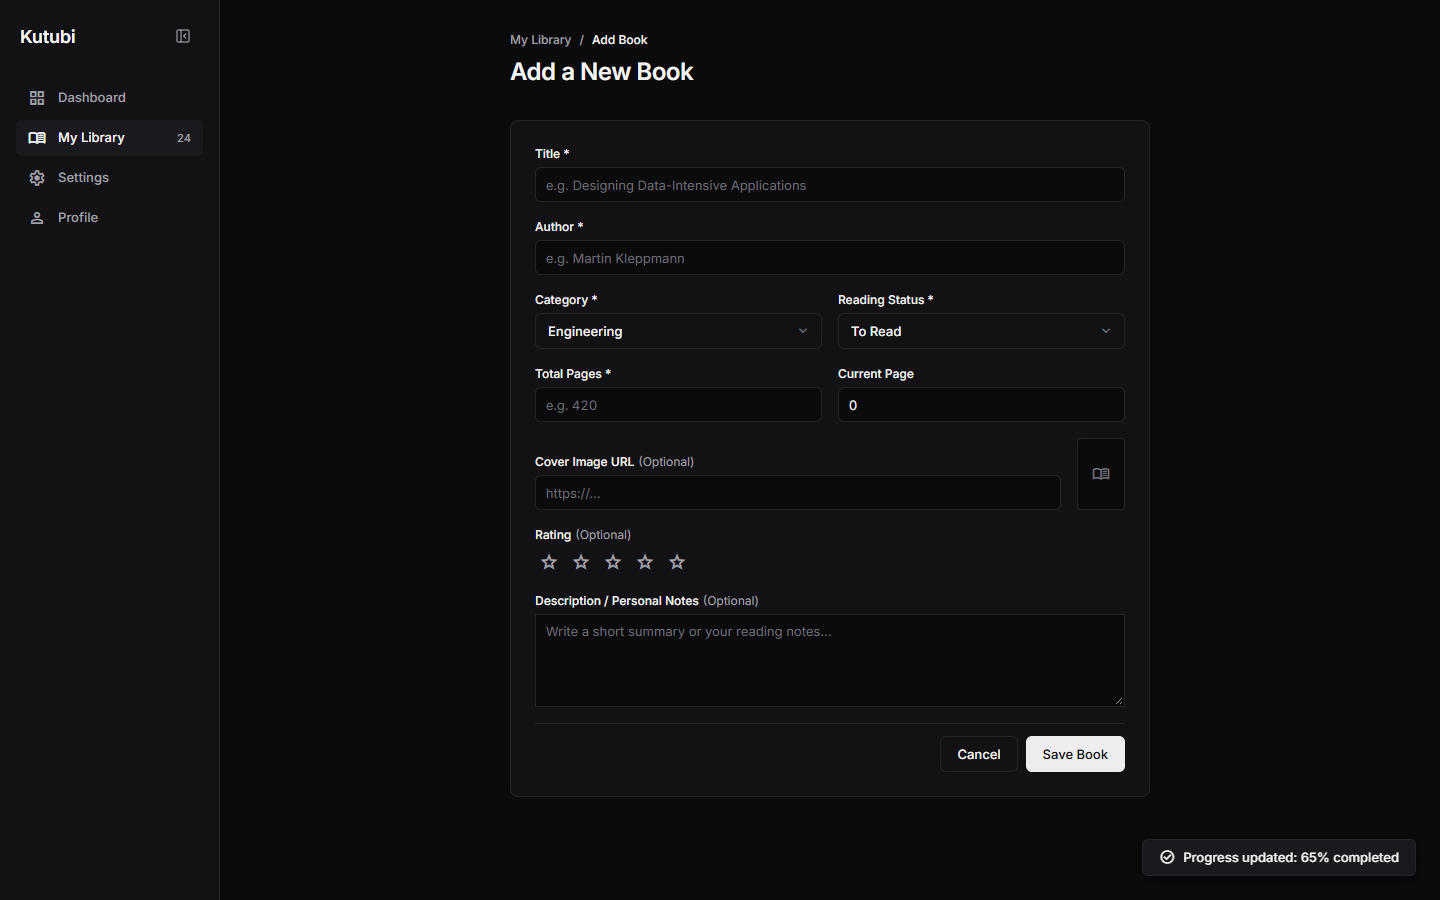 Kutubi
Dashboard
My Library 24
Settings
Profile
My Library / Add Book
Add a New Book
Title *
e.g. Designing Data-Intensive Applications
Author *
e.g. Martin Kleppmann
Category * Reading Status *
Engineering To Read
Total Pages * Current Page
e.g. 420 0
Cover Image URL (Optional)
https://...
Rating (Optional)
Description / Personal Notes (Optional)
Write a short summary or your reading notes...
Cancel Save Book
Progress updated: 65% completed